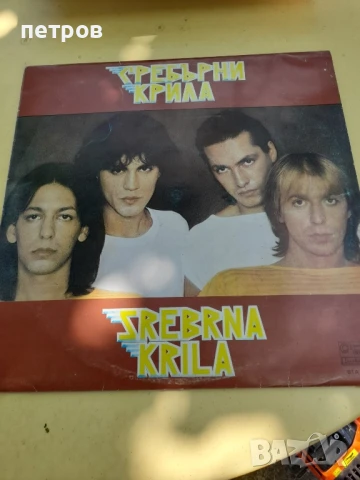 петров
СРЕБЪРНИ
КРИЛА
SREBRNA
KRILA
BAZAR